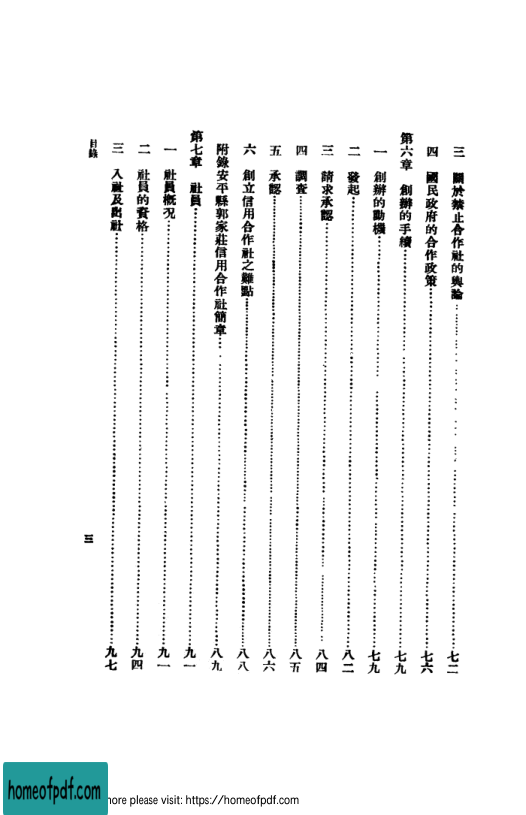 三　關於禁止合作社的輿論……七二
四　國民政府的合作政策……七六
第六章　創辦的手續……七九
一　創辦的動機……七九
二　發起……八二
三　請求承認……八四
四　調查……八五
五　承認……八六
六　創立信用合作社之難點……八八
附錄安平縣郭家莊信用合作社簡章……八九
第七章　社員……九一
一　社員概況……九一
二　社員的資格……九四
三　入社及出社……九七
目錄
三
homeofpdf.com
more please visit: https://homeofpdf.com